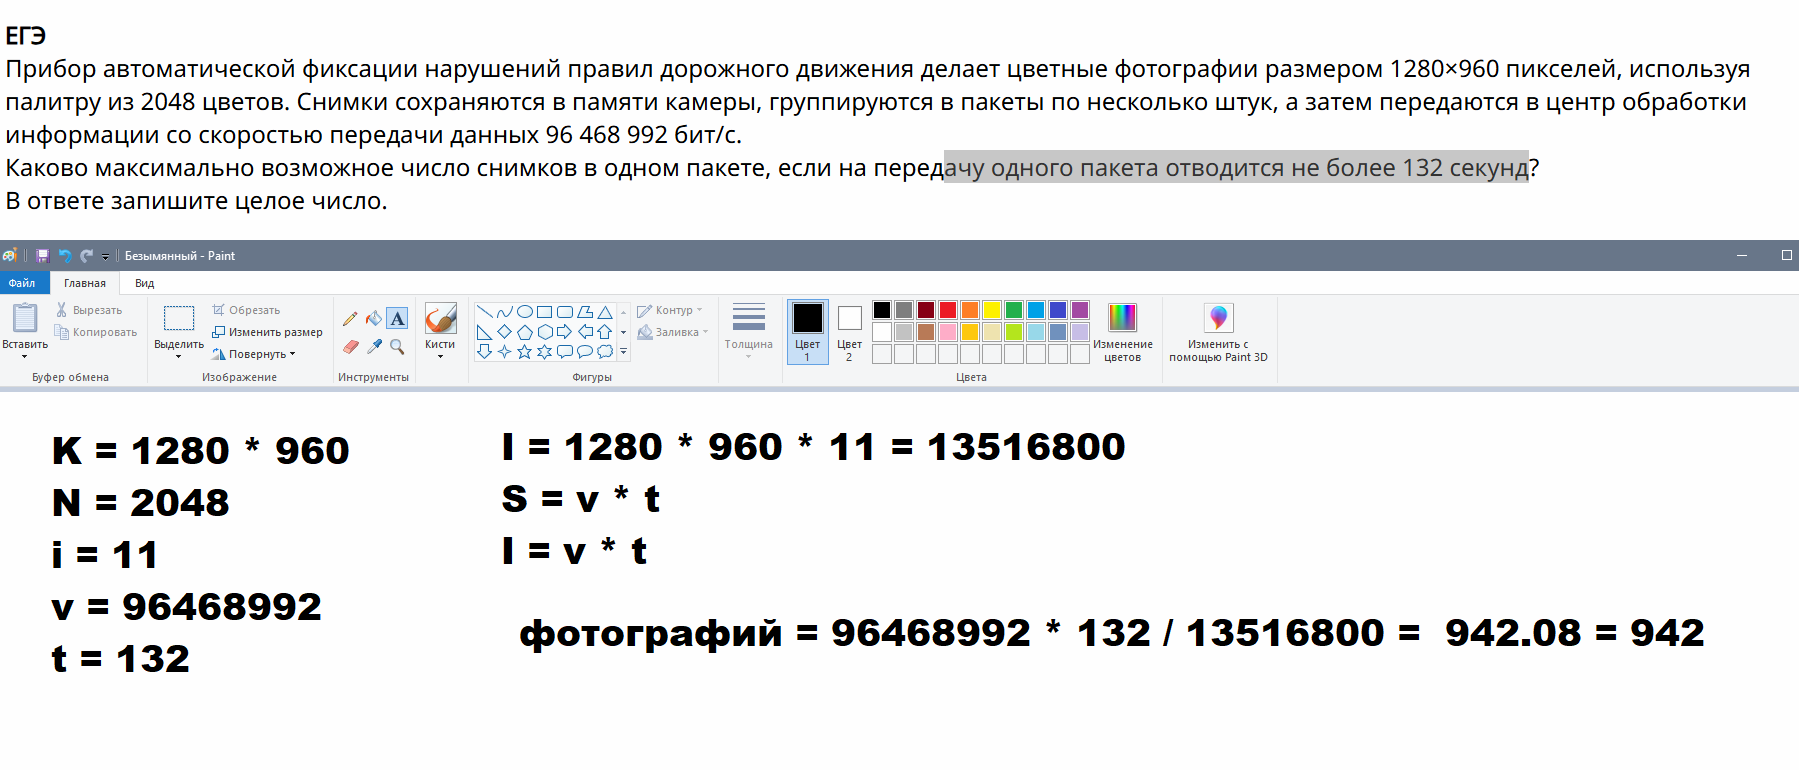 ЕГЭ
Прибор автоматической фиксации нарушений правил дорожного движения делает цветные фотографии размером 1280×960 пикселей, используя
палитру из 2048 цветов. Снимки сохраняются в памяти камеры, группируются в пакеты по несколько штук, а затем передаются в центр обработки
информации со скоростью передачи данных 96 468 992 бит/с.
Каково максимально возможное число снимков в одном пакете, если на передачу одного пакета отводится не более 132 секунд?
В ответе запишите целое число.
Безымянный - Paint
Файл Главная Вид
Вставить
Вырезать
Копировать
Буфер обмена
Выделить
Обрезать
Изменить размер
Повернуть
Изображение
A
Инструменты
Кисти
Контур
Заливка
Фигуры
Толщина
Цвет
1
Цвет
2
Цвета
Изменение
цветов
Изменить с
помощью Paint 3D
K = 1280 * 960
N = 2048
i = 11
v = 96468992
t = 132
I = 1280 * 960 * 11 = 13516800
S = v * t
I = v * t
фотографий = 96468992 * 132 / 13516800 = 942.08 = 942